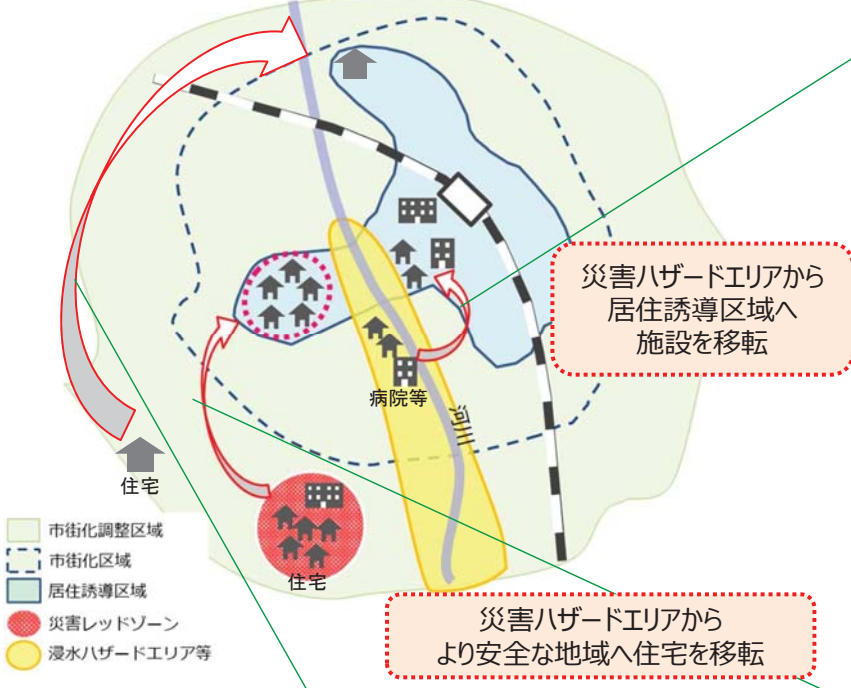 災害ハザードエリアから
居住誘導区域へ
施設を移転
病院等
河川
住宅
住宅
市街化調整区域
市街化区域
居住誘導区域
災害レッドゾーン
浸水ハザードエリア等
災害ハザードエリアから
より安全な地域へ住宅を移転